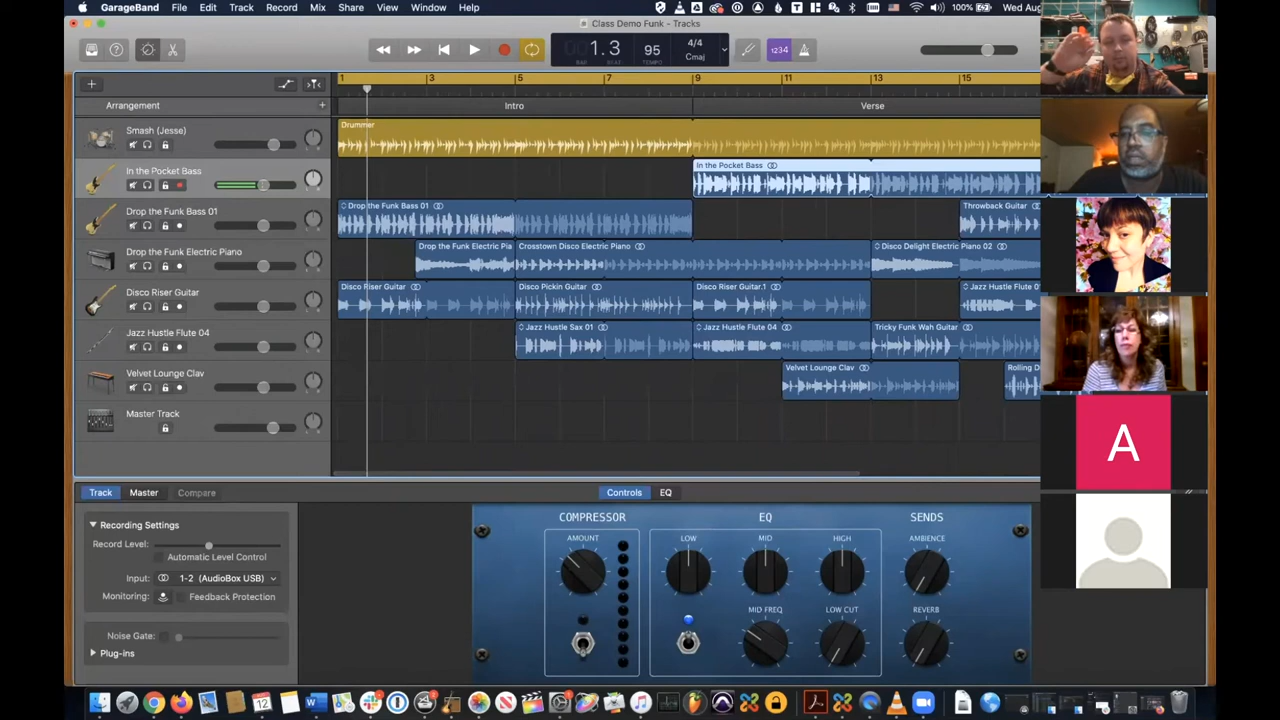 GarageBand File Edit Track Record Mix Share View Window Help 100% Wed Aug
Class Demo Funk - Tracks
1.3 95 4/4
BAR BEAT TEMPO Cmaj
1234
1 3 5 7 9 11 13 15
Arrangement Intro Verse
Smash (Jesse) Drummer
In the Pocket Bass In the Pocket Bass
Drop the Funk Bass 01 Drop the Funk Bass 01 Throwback Guitar
Drop the Funk Electric Piano Drop the Funk Electric Pia Crosstown Disco Electric Piano Disco Delight Electric Piano 02
Disco Riser Guitar Disco Riser Guitar Disco Pickin Guitar Disco Riser Guitar.1 Jazz Hustle Flute 0
Jazz Hustle Flute 04 Jazz Hustle Sax 01 Jazz Hustle Flute 04 Tricky Funk Wah Guitar
Velvet Lounge Clav Velvet Lounge Clav Rolling D
Master Track
A
Track Master Compare Controls EQ
Recording Settings
Record Level:
Automatic Level Control
Input: 1-2 (AudioBox USB)
Monitoring: Feedback Protection
Noise Gate:
Plug-ins
COMPRESSOR EQ SENDS
AMOUNT LOW MID HIGH AMBIENCE
MID FREQ LOW CUT REVERB
12